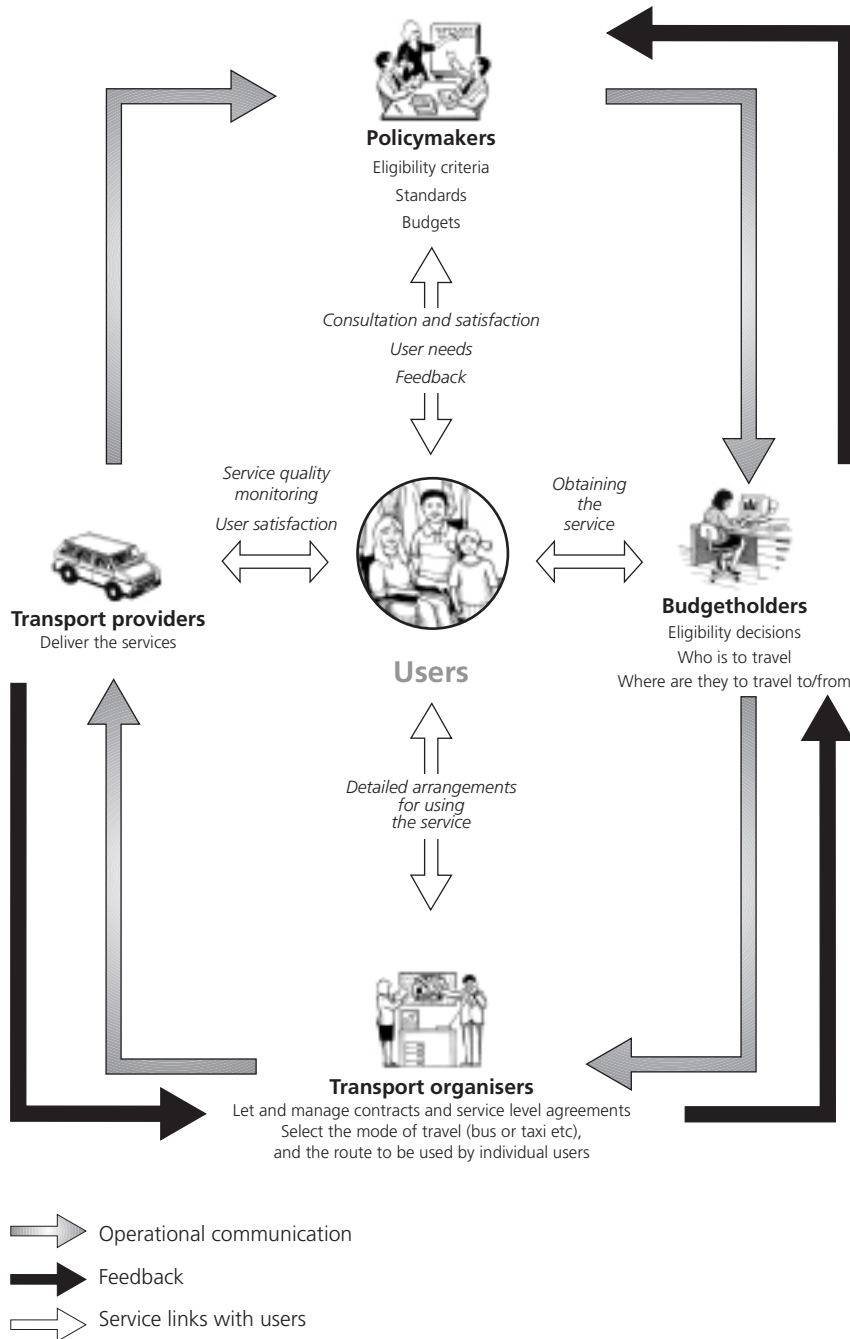 Policymakers
Eligibility criteria
Standards
Budgets
Consultation and satisfaction
User needs
Feedback
Service quality
monitoring
User satisfaction
Obtaining
the
service
Transport providers
Deliver the services
Users
Budgetholders
Eligibility decisions
Who is to travel
Where are they to travel to/from
Detailed arrangements
for using
the service
Transport organisers
Let and manage contracts and service level agreements
Select the mode of travel (bus or taxi etc),
and the route to be used by individual users
Operational communication
Feedback
Service links with users